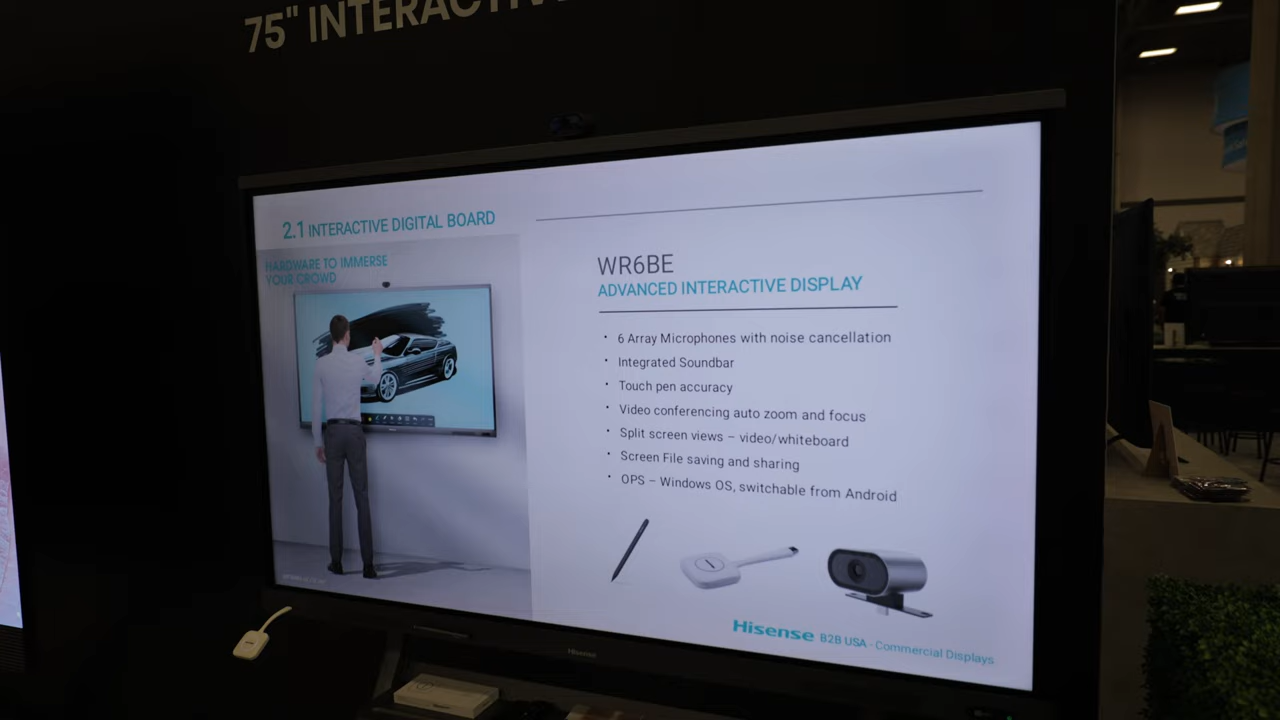 75" INTERACTIV
2.1 INTERACTIVE DIGITAL BOARD
HARDWARE TO IMMERSE
YOUR CROWD
WR6BE
ADVANCED INTERACTIVE DISPLAY
• 6 Array Microphones with noise cancellation
• Integrated Soundbar
• Touch pen accuracy
• Video conferencing auto zoom and focus
• Split screen views – video/whiteboard
• Screen File saving and sharing
• OPS – Windows OS, switchable from Android
Hisense B2B USA - Commercial Displays
Hisense